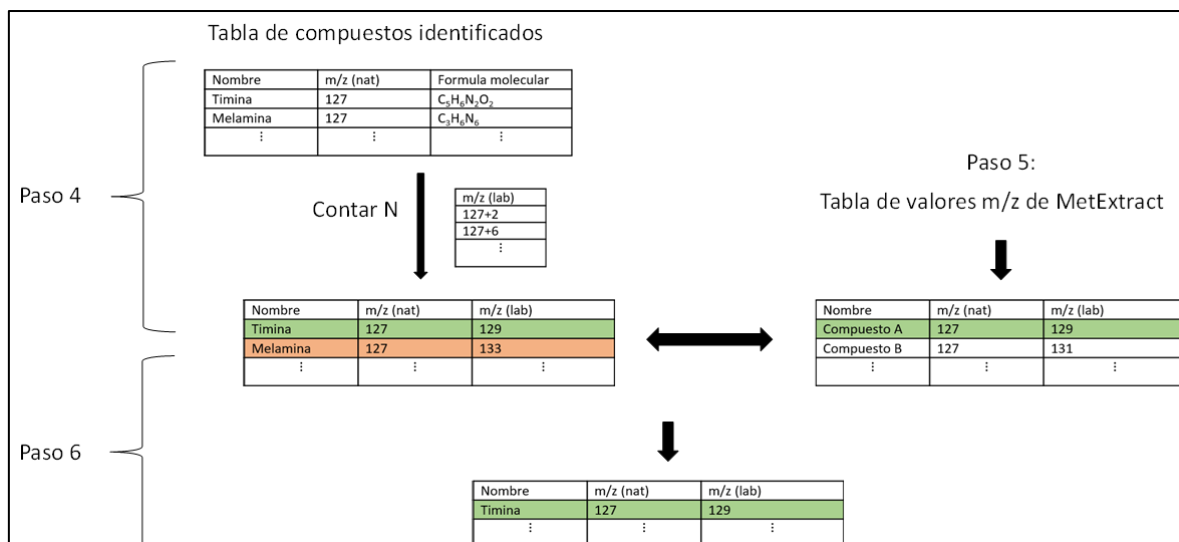 Tabla de compuestos identificados
Nombre m/z (nat) Formula molecular
Timina 127 C₅H₆N₂O₂
Melamina 127 C₃H₆N₆
⋮ ⋮ ⋮
Paso 4
Contar N
m/z (lab)
127+2
127+6
⋮
Paso 5:
Tabla de valores m/z de MetExtract
Nombre m/z (nat) m/z (lab)
Timina 127 129
Melamina 127 133
⋮ ⋮ ⋮
Nombre m/z (nat) m/z (lab)
Compuesto A 127 129
Compuesto B 127 131
⋮ ⋮ ⋮
Paso 6
Nombre m/z (nat) m/z (lab)
Timina 127 129
⋮ ⋮ ⋮